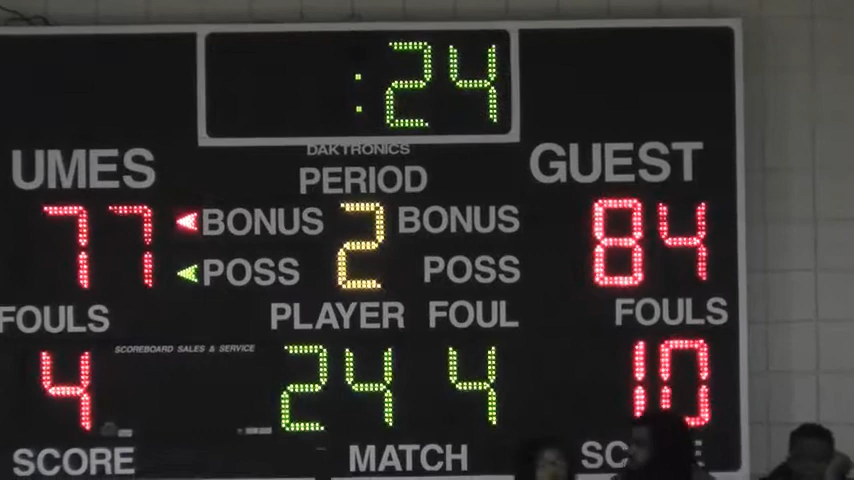 :24
DAKTRONICS
UMES PERIOD GUEST
77 BONUS 2 BONUS 84
POSS POSS
FOULS PLAYER FOUL FOULS
SCOREBOARD SALES & SERVICE
4 24 4 10
SCORE MATCH